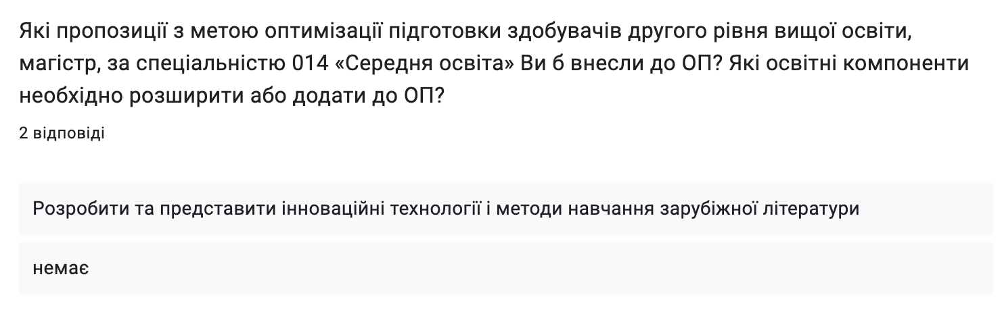 Які пропозиції з метою оптимізації підготовки здобувачів другого рівня вищої освіти,
магістр, за спеціальністю 014 «Середня освіта» Ви б внесли до ОП? Які освітні компоненти
необхідно розширити або додати до ОП?
2 відповіді
Розробити та представити інноваційні технології і методи навчання зарубіжної літератури
немає